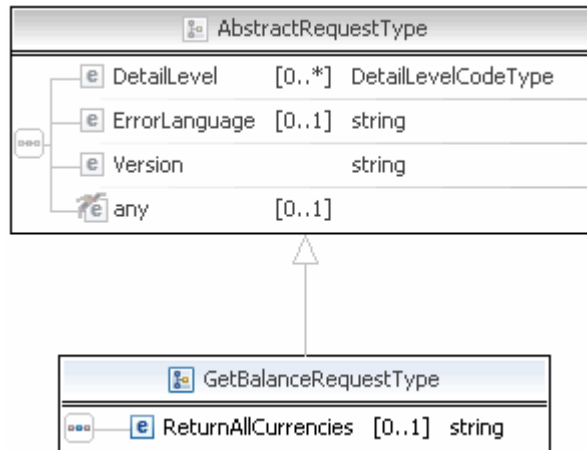 AbstractRequestType
e DetailLevel [0..*] DetailLevelCodeType
e ErrorLanguage [0..1] string
e Version string
e any [0..1]
GetBalanceRequestType
e ReturnAllCurrencies [0..1] string